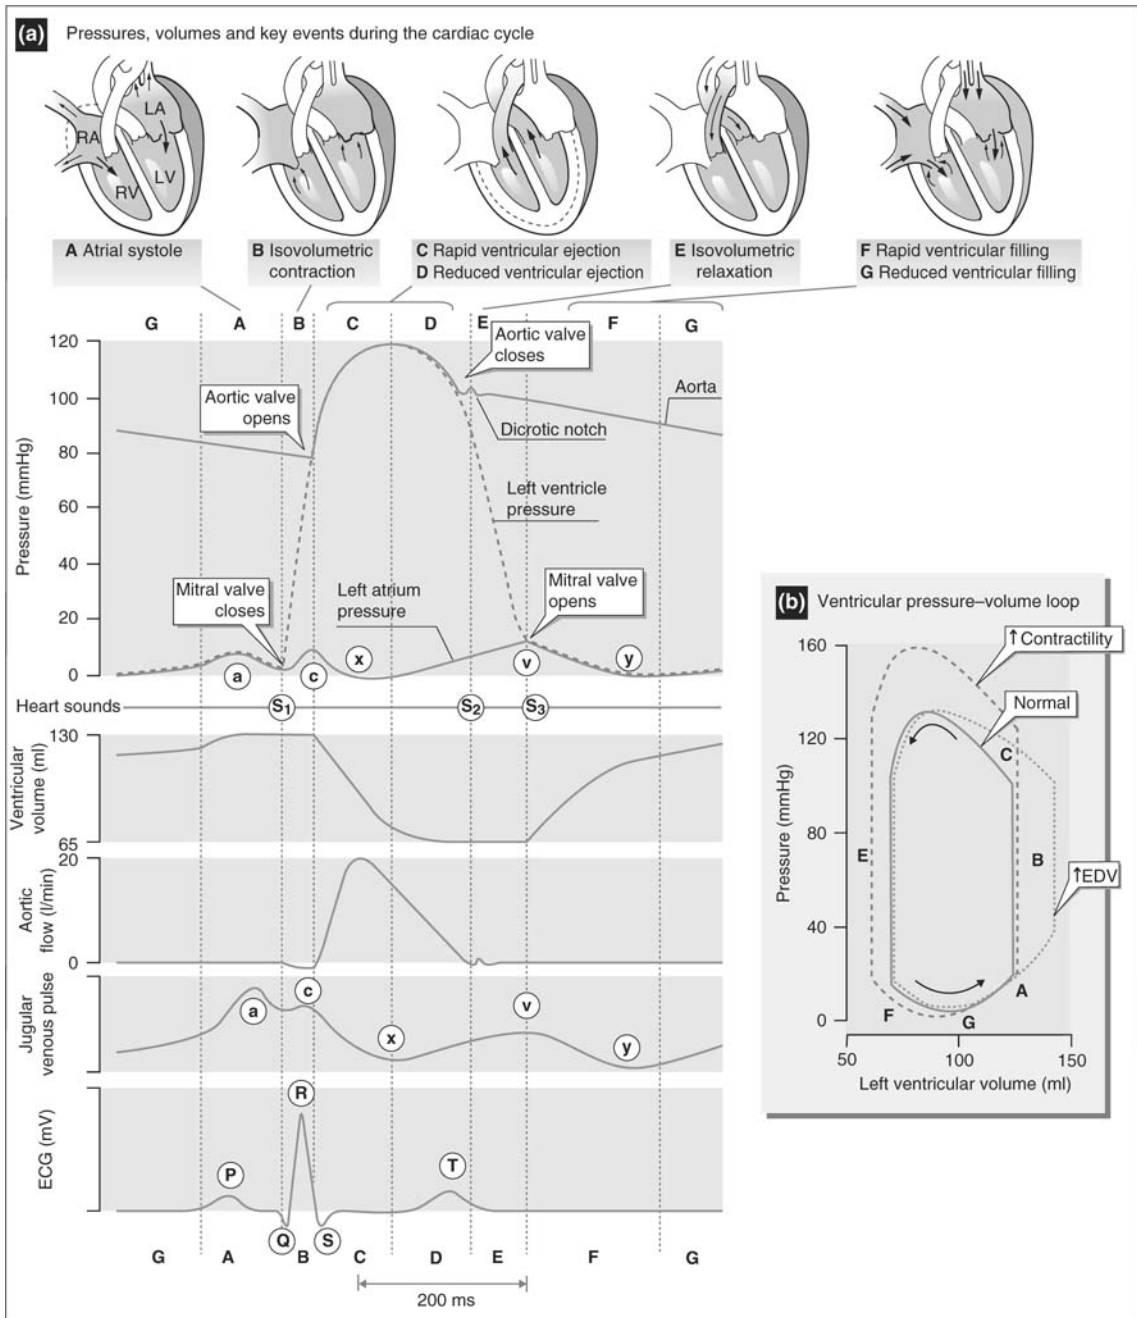 (a) Pressures, volumes and key events during the cardiac cycle
LA
RA
RV
LV
A Atrial systole
B Isovolumetric
contraction
C Rapid ventricular ejection
D Reduced ventricular ejection
E Isovolumetric
relaxation
F Rapid ventricular filling
G Reduced ventricular filling
G A B C D E F G
Pressure (mmHg)
120
100
80
60
40
20
0
Aortic valve
opens
Aortic valve
closes
Aorta
Dicrotic notch
Left ventricle
pressure
Mitral valve
closes
Left atrium
pressure
Mitral valve
opens
a c x v y
Heart sounds
S1 S2 S3
Ventricular
volume (ml)
130
65
Aortic
flow (l/min)
20
0
Jugular
venous pulse
a c x v y
ECG (mV)
P Q R S T
G A B C D E F G
200 ms
(b) Ventricular pressure–volume loop
Pressure (mmHg)
160
120
80
40
0
↑Contractility
Normal
↑EDV
C
B
E
A
F
G
50 100 150
Left ventricular volume (ml)